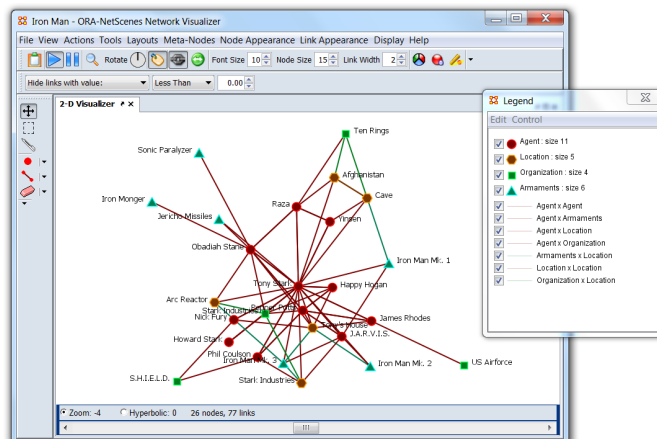 Iron Man - ORA-NetScenes Network Visualizer
File View Actions Tools Layouts Meta-Nodes Node Appearance Link Appearance Display Help
Rotate Font Size 10 Node Size 15 Link Width 2
Hide links with value: Less Than 0.00
2-D Visualizer
Legend
Edit Control
Agent : size 11
Location : size 5
Organization : size 4
Armaments : size 6
Agent x Agent
Agent x Armaments
Agent x Location
Agent x Organization
Armaments x Location
Location x Location
Organization x Location
Ten Rings
Sonic Paralyzer
Afghanistan
Iron Monger
Cave
Raza
Jericho Missiles
Yinsen
Obadiah Stane
Iron Man Mk. 1
Tony Stark
Happy Hogan
Arc Reactor
Stark Industries
Nick Fury
James Rhodes
Howard Stark
J.A.R.V.I.S.
Phil Coulson
Iron Man Mk. 3
Iron Man Mk. 2
US Airforce
S.H.I.E.L.D.
Stark Industries
Zoom: -4 Hyperbolic: 0 26 nodes, 77 links